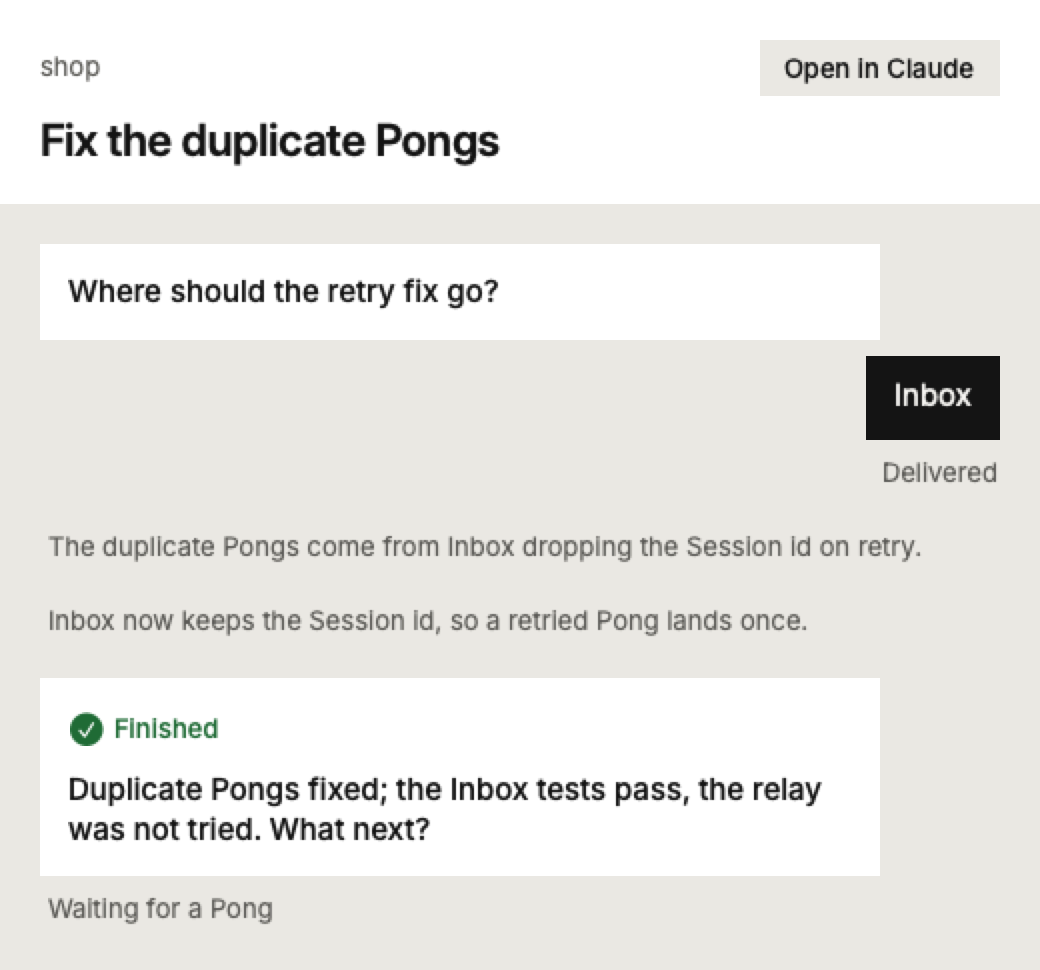 shop
Open in Claude
Fix the duplicate Pongs
Where should the retry fix go?
Inbox
Delivered
The duplicate Pongs come from Inbox dropping the Session id on retry.
Inbox now keeps the Session id, so a retried Pong lands once.
Finished
Duplicate Pongs fixed; the Inbox tests pass, the relay
was not tried. What next?
Waiting for a Pong